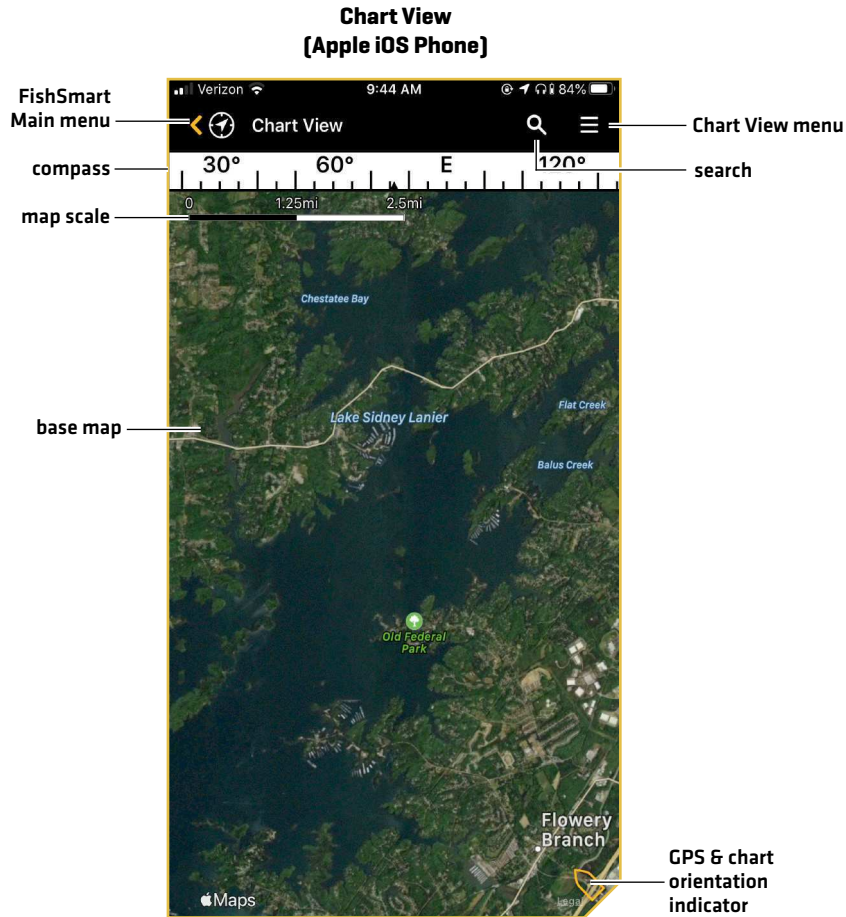 Chart View
(Apple iOS Phone)
FishSmart
Main menu
compass
map scale
base map
Chart View menu
search
GPS & chart
orientation
indicator
Verizon
9:44 AM
84%
Chart View
30°
60°
E
120°
0
1.25mi
2.5mi
Chestatee Bay
Lake Sidney Lanier
Flat Creek
Balus Creek
Old Federal
Park
Flowery
Branch
Maps
Legal